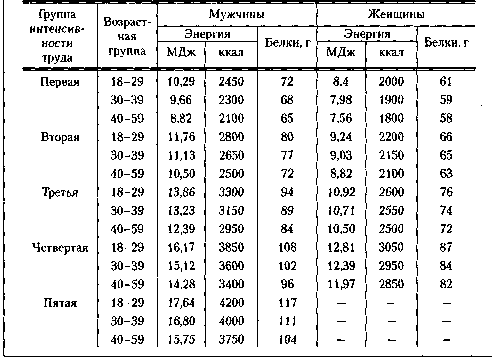 Группа интенсивности труда Возрастная группа Мужчины Женщины
Энергия Белки, г Энергия Белки, г
МДж ккал МДж ккал
Первая 18-29 10,29 2450 72 8.4 2000 61
30-39 9,66 2300 68 7,98 1900 59
40-59 8.82 2100 65 7.56 1800 58
Вторая 18-29 11,76 2800 80 9,24 2200 66
30-39 11,13 2650 77 9,03 2150 65
40-59 10,50 2500 72 8,82 2100 63
Третья 18-29 13,86 3300 94 10,92 2600 76
30-39 13,23 3150 89 10,71 2550 74
40-59 12,39 2950 84 10,50 2500 72
Четвертая 18-29 16,17 3850 108 12,81 3050 87
30-39 15,12 3600 102 12,39 2950 84
40-59 14,28 3400 96 11,97 2850 82
Пятая 18-29 17,64 4200 117 — — —
30-39 16,80 4000 111 — — —
40-59 15,75 3750 104 — — —